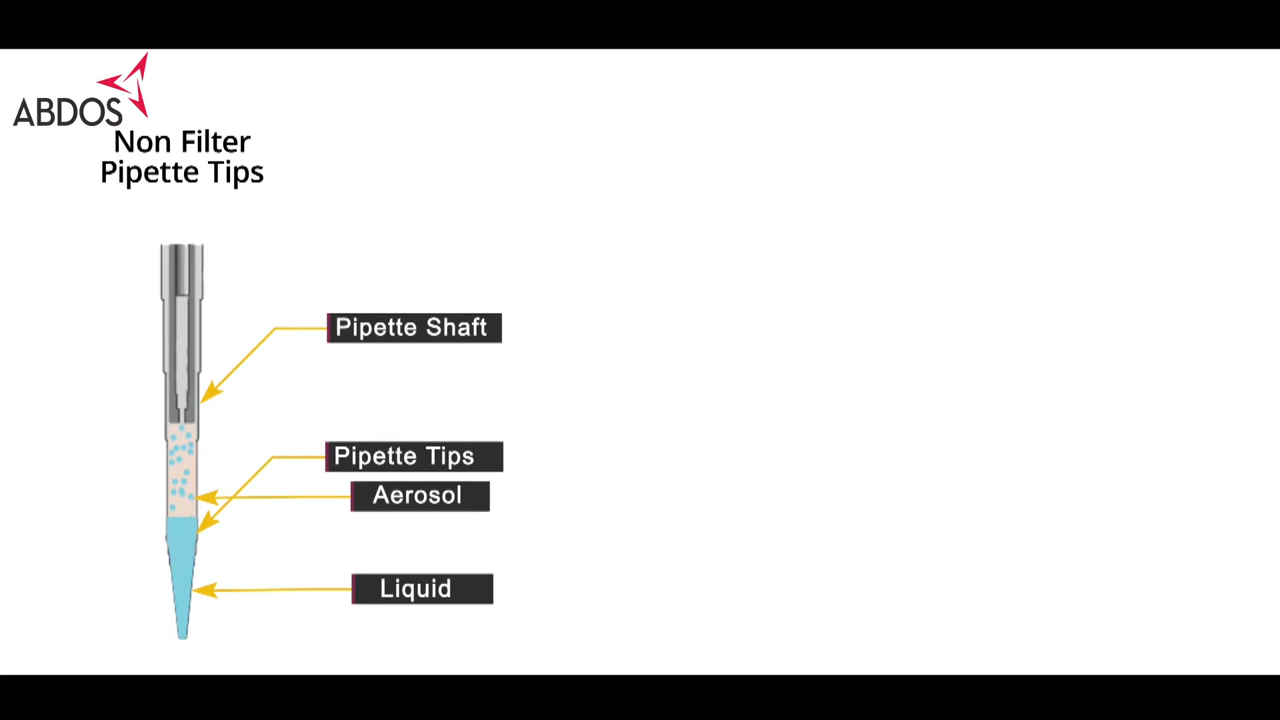 ABDOS
Non Filter
Pipette Tips
Pipette Shaft
Pipette Tips
Aerosol
Liquid